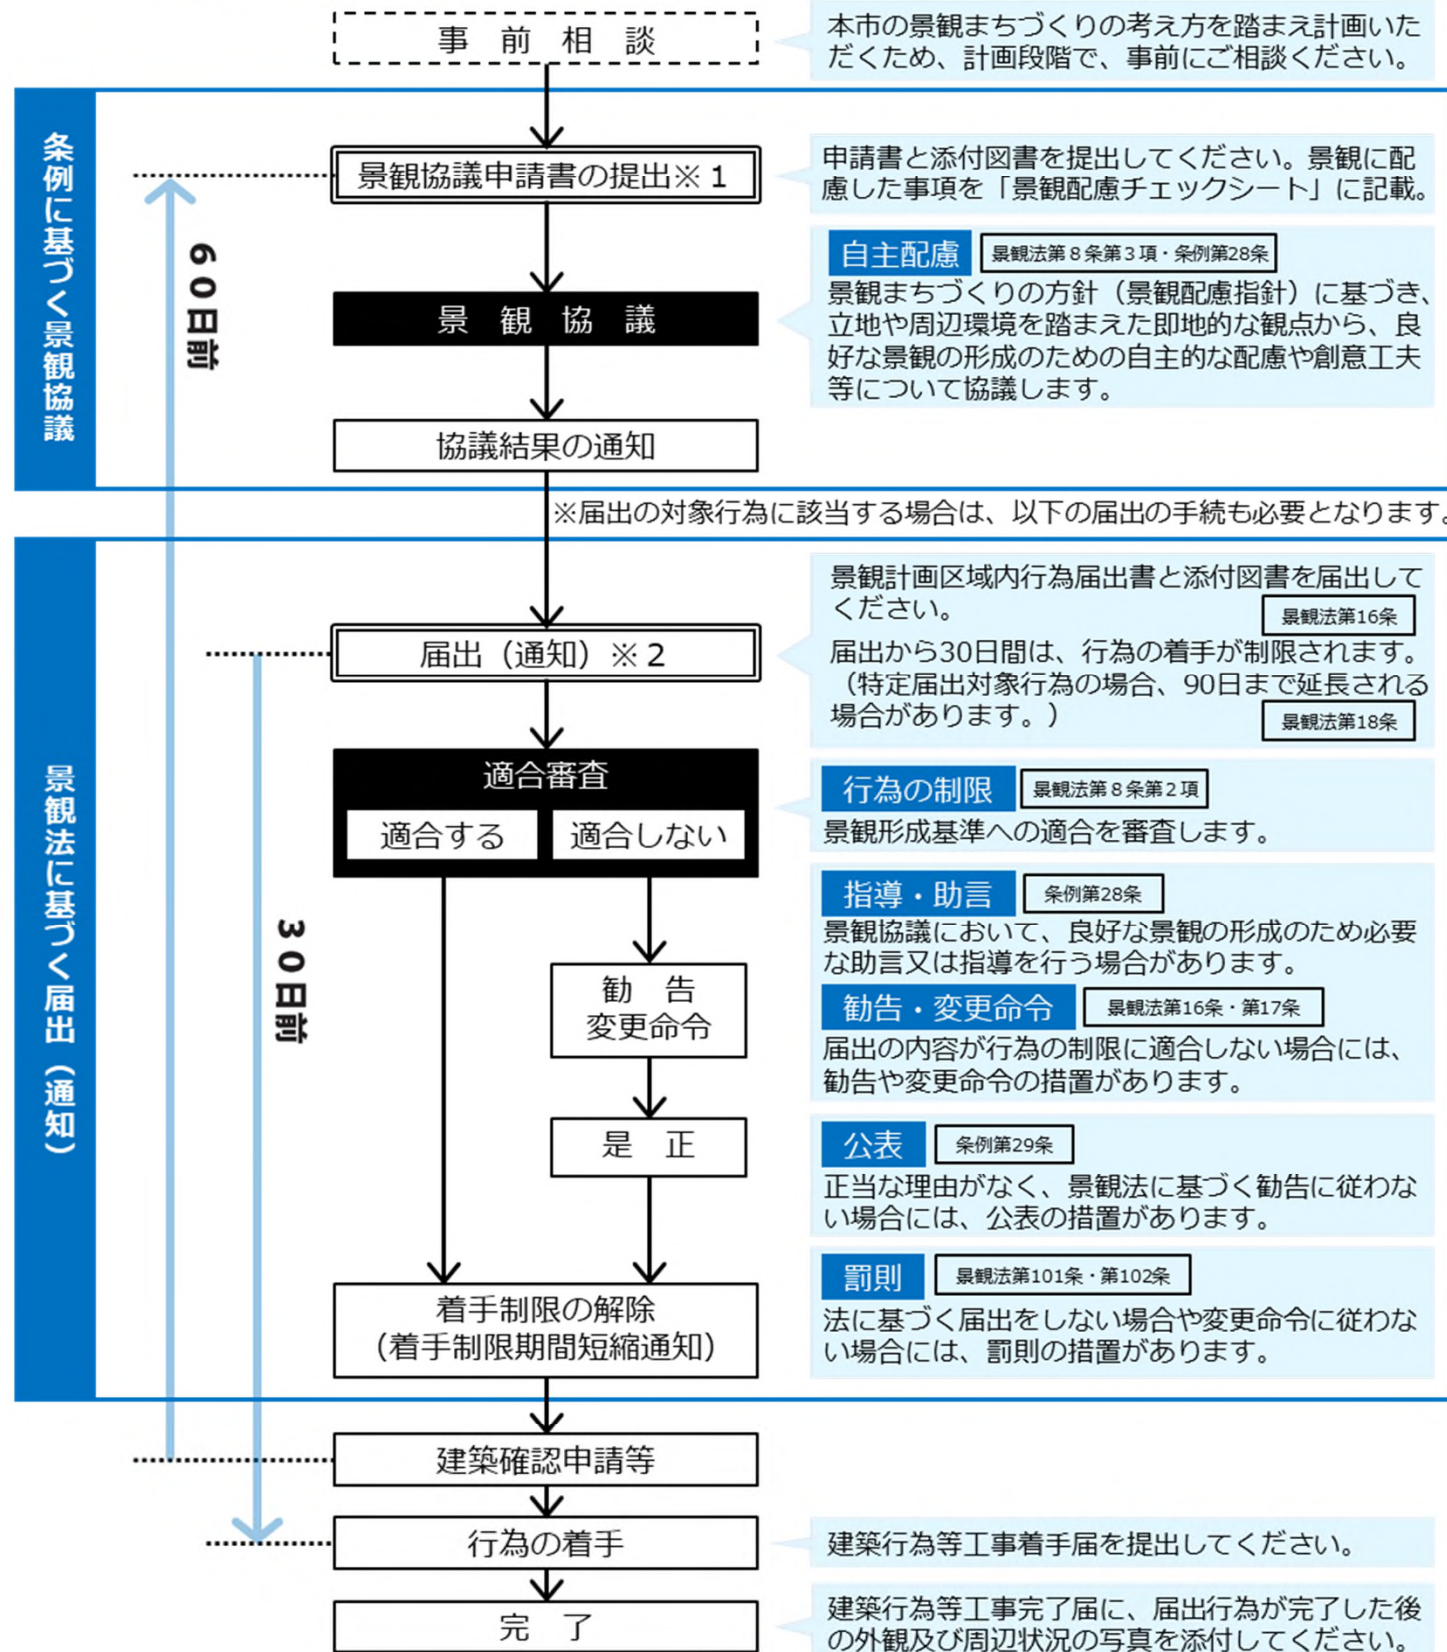 事前相談
本市の景観まちづくりの考え方を踏まえ計画いた
だくため、計画段階で、事前にご相談ください。
条例に基づく景観協議
60日前
景観協議申請書の提出※1
申請書と添付図書を提出してください。景観に配
慮した事項を「景観配慮チェックシート」に記載。
景観協議
自主配慮 景観法第8条第3項・条例第28条
景観まちづくりの方針（景観配慮指針）に基づき、
立地や周辺環境を踏まえた即地的な観点から、良
好な景観の形成のための自主的な配慮や創意工夫
等について協議します。
協議結果の通知
※届出の対象行為に該当する場合は、以下の届出の手続も必要となります。
景観法に基づく届出（通知）
30日前
届出（通知）※2
景観計画区域内行為届出書と添付図書を届出して
ください。 景観法第16条
届出から30日間は、行為の着手が制限されます。
（特定届出対象行為の場合、90日まで延長される
場合があります。） 景観法第18条
適合審査
適合する 適合しない
行為の制限 景観法第8条第2項
景観形成基準への適合を審査します。
指導・助言 条例第28条
景観協議において、良好な景観の形成のため必要
な助言又は指導を行う場合があります。
勧告
変更命令
勧告・変更命令 景観法第16条・第17条
届出の内容が行為の制限に適合しない場合には、
勧告や変更命令の措置があります。
是正
公表 条例第29条
正当な理由がなく、景観法に基づく勧告に従わな
い場合には、公表の措置があります。
着手制限の解除
（着手制限期間短縮通知）
罰則 景観法第101条・第102条
法に基づく届出をしない場合や変更命令に従わな
い場合には、罰則の措置があります。
建築確認申請等
行為の着手
建築行為等工事着手届を提出してください。
完了
建築行為等工事完了届に、届出行為が完了した後
の外観及び周辺状況の写真を添付してください。